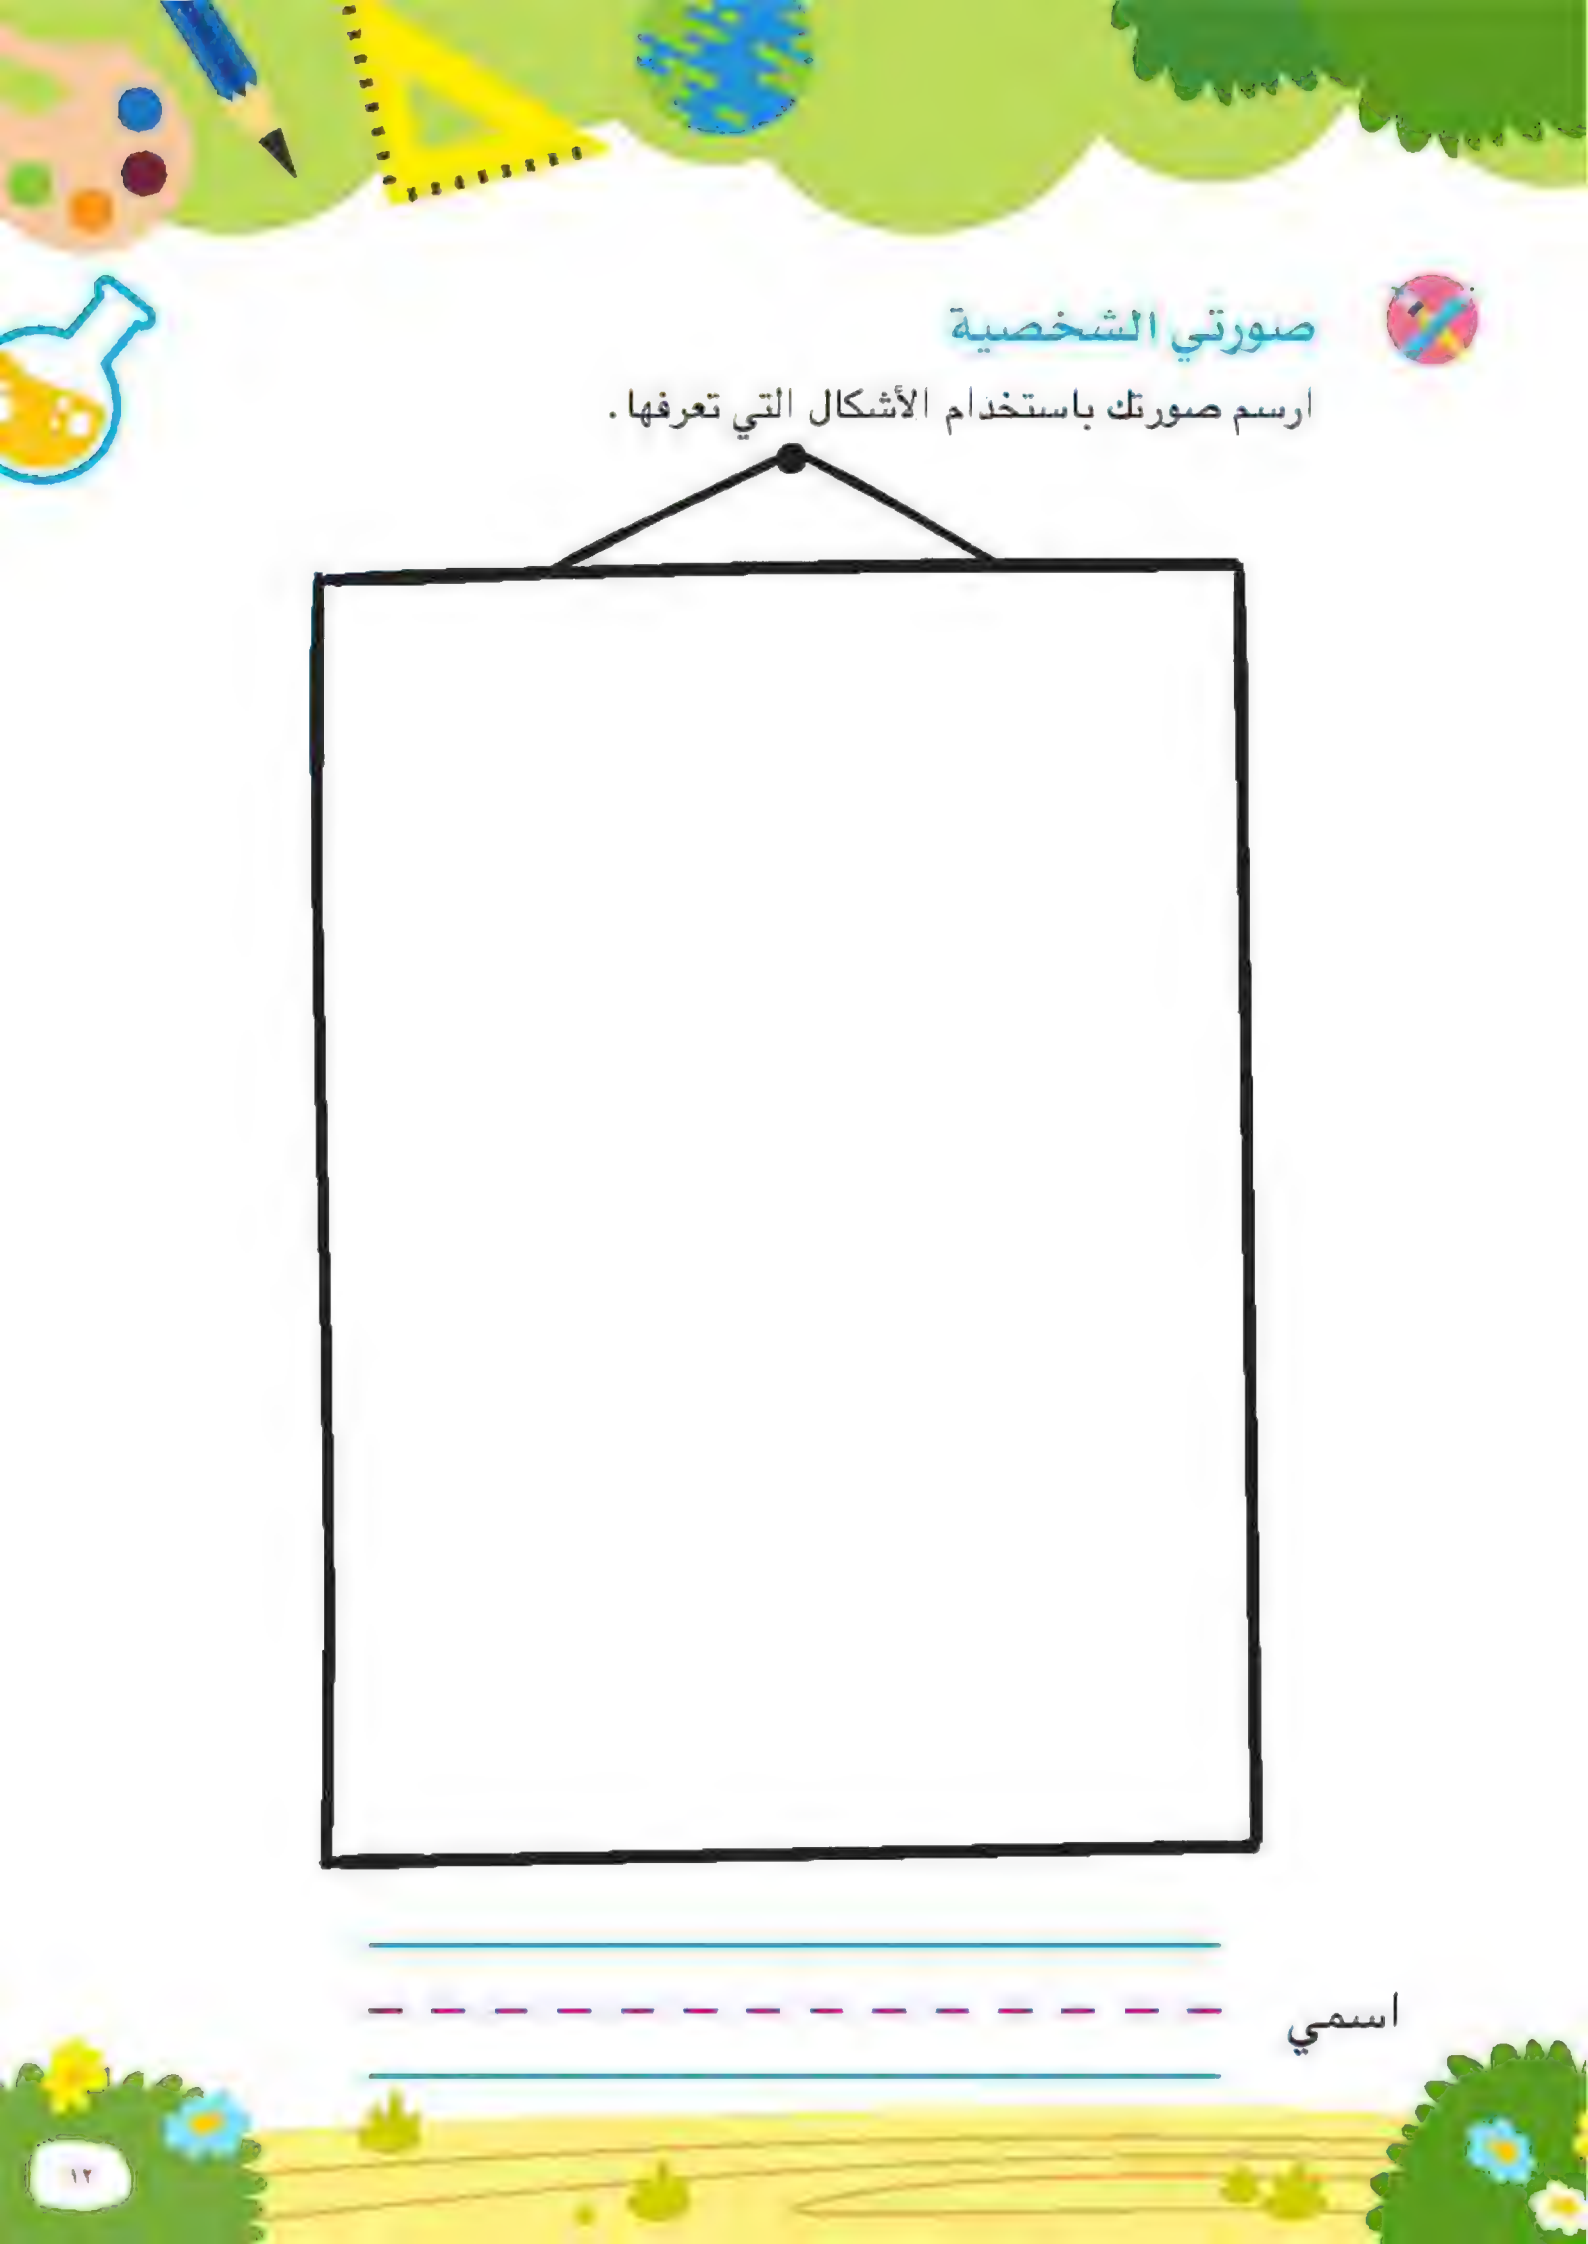 صورتي الشخصية
ارسم صورتك باستخدام الأشكال التي تعرفها.
اسمي
١٢